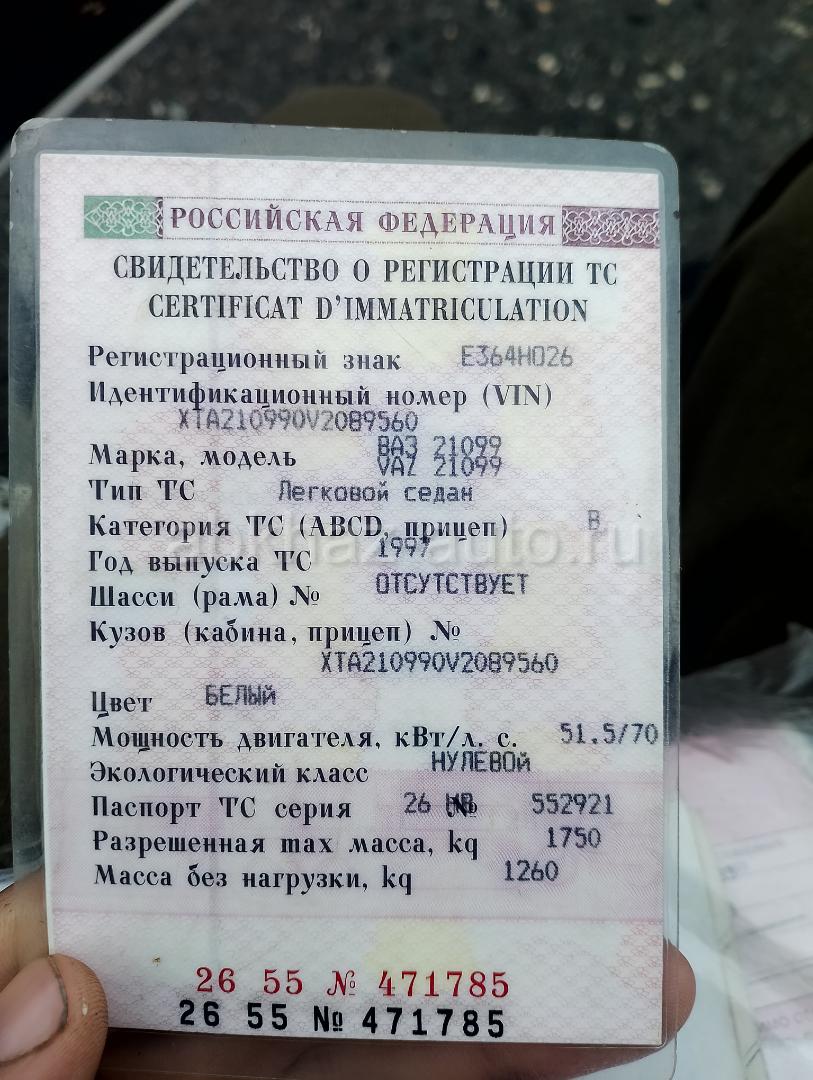 РОССИЙСКАЯ ФЕДЕРАЦИЯ
СВИДЕТЕЛЬСТВО О РЕГИСТРАЦИИ ТС
CERTIFICAT D'IMMATRICULATION
Регистрационный знак Е364НО26
Идентификационный номер (VIN)
XTA210990V2089560
ВАЗ 21099
Марка, модель VAZ 21099
Тип ТС Легковой седан
Категория ТС (ABCD, прицеп) B
Год выпуска ТС 1997
Шасси (рама) № ОТСУТСТВУЕТ
Кузов (кабина, прицеп) №
XTA210990V2089560
Цвет БЕЛЫЙ
Мощность двигателя, кВт/л. с. 51.5/70
Экологический класс НУЛЕВОЙ
Паспорт ТС серия 26 № 552921
Разрешенная max масса, kg 1750
Масса без нагрузки, kg 1260
26 55 № 471785
26 55 № 471785